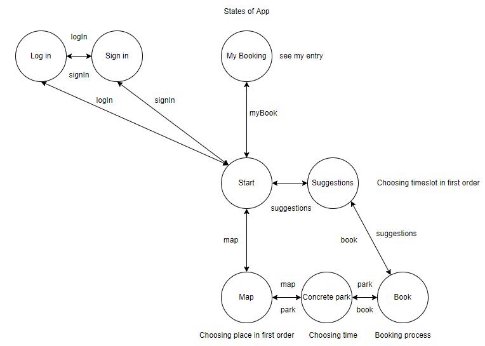 States of App
logIn
Log in
Sign in
My Booking
see my entry
signIn
logIn
signIn
myBook
Start
Suggestions
Choosing timeslot in first order
suggestions
suggestions
map
book
map
park
Map
Concrete park
Book
park
book
Choosing place in first order
Choosing time
Booking process